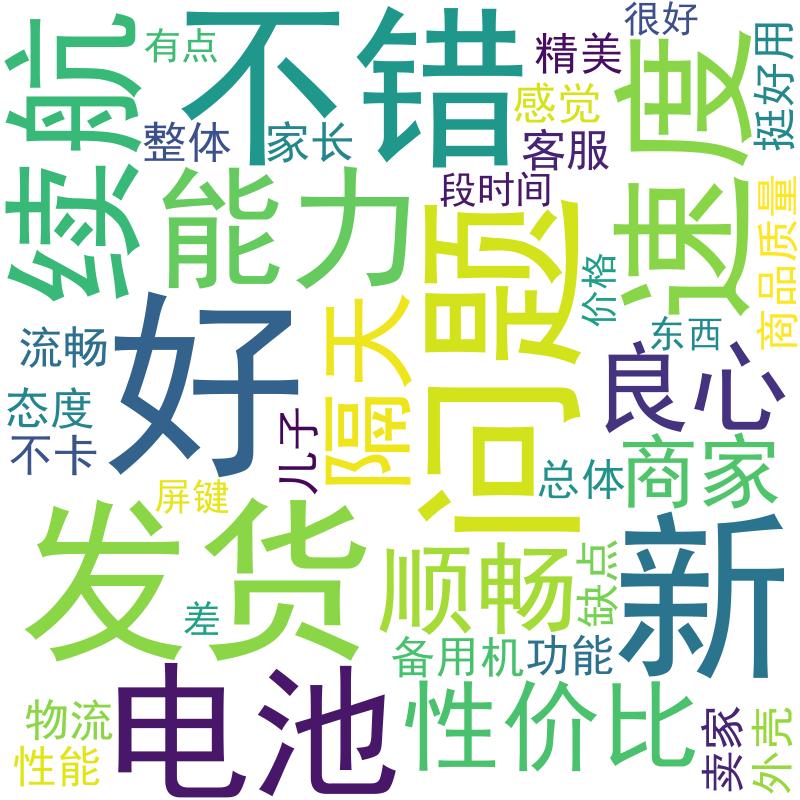 续航
不错
有点
整体
家长
精美
感觉
客服
段时间
很好
速度
挺好用
商品质量
能力
问题
价格
东西
好
隔天
流畅
态度
不卡
儿子
良心
商家
总体
屏键
发货
顺畅
缺点
新
差
备用机
功能
电池
性价比
物流
性能
卖家
外壳